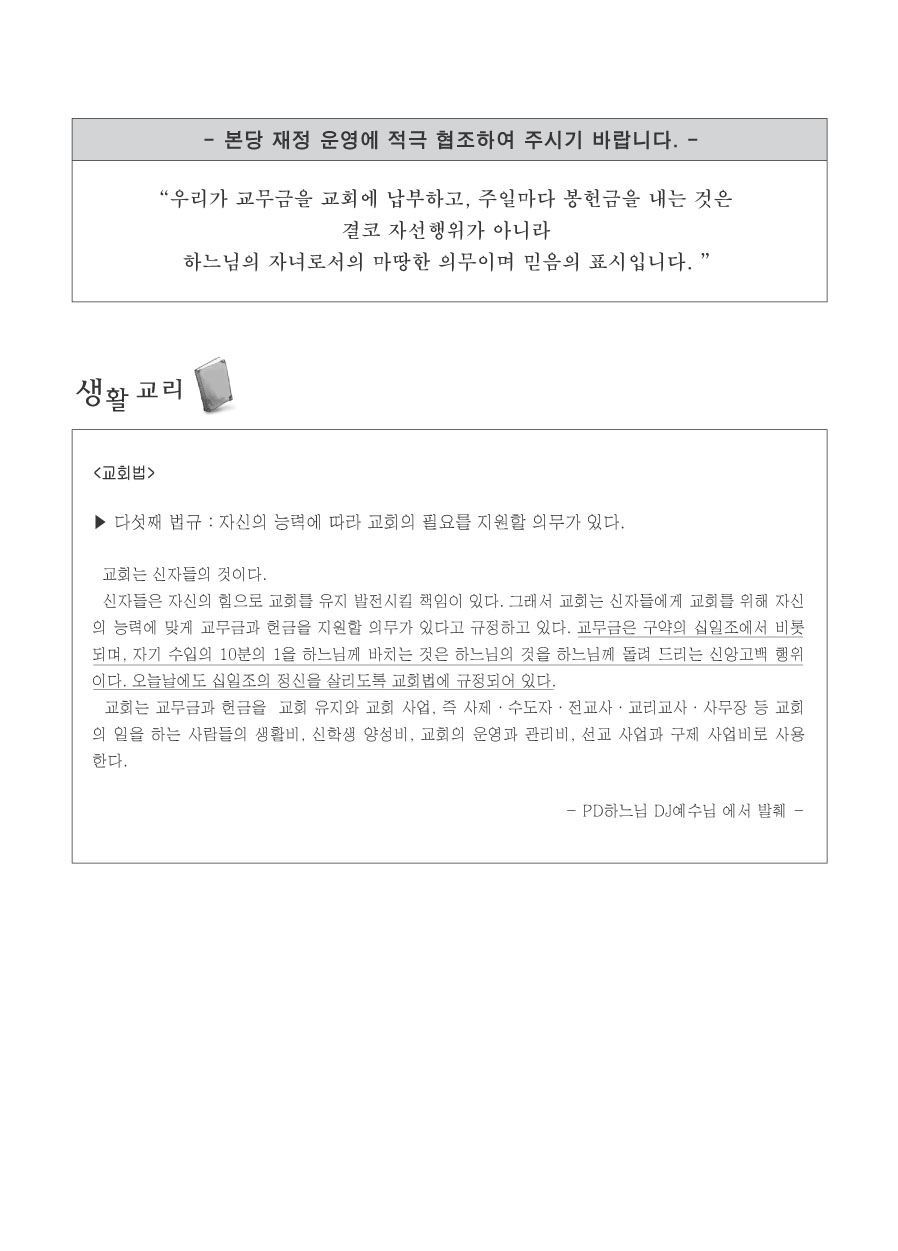 - 본당 재정 운영에 적극 협조하여 주시기 바랍니다. -
“우리가 교무금을 교회에 납부하고, 주일마다 봉헌금을 내는 것은
결코 자선행위가 아니라
하느님의 자녀로서의 마땅한 의무이며 믿음의 표시입니다. ”
생활 교리
<교회법>
▶ 다섯째 법규 : 자신의 능력에 따라 교회의 필요를 지원할 의무가 있다.
교회는 신자들의 것이다.
신자들은 자신의 힘으로 교회를 유지 발전시킬 책임이 있다. 그래서 교회는 신자들에게 교회를 위해 자신
의 능력에 맞게 교무금과 헌금을 지원할 의무가 있다고 규정하고 있다. 교무금은 구약의 십일조에서 비롯
되며, 자기 수입의 10분의 1을 하느님께 바치는 것은 하느님의 것을 하느님께 돌려 드리는 신앙고백 행위
이다. 오늘날에도 십일조의 정신을 살리도록 교회법에 규정되어 있다.
교회는 교무금과 헌금을  교회 유지와 교회 사업, 즉 사제 · 수도자 · 전교사 · 교리교사 · 사무장 등 교회
의 일을 하는 사람들의 생활비, 신학생 양성비, 교회의 운영과 관리비, 선교 사업과 구제 사업비로 사용
한다.
- PD하느님 DJ예수님 에서 발췌 -